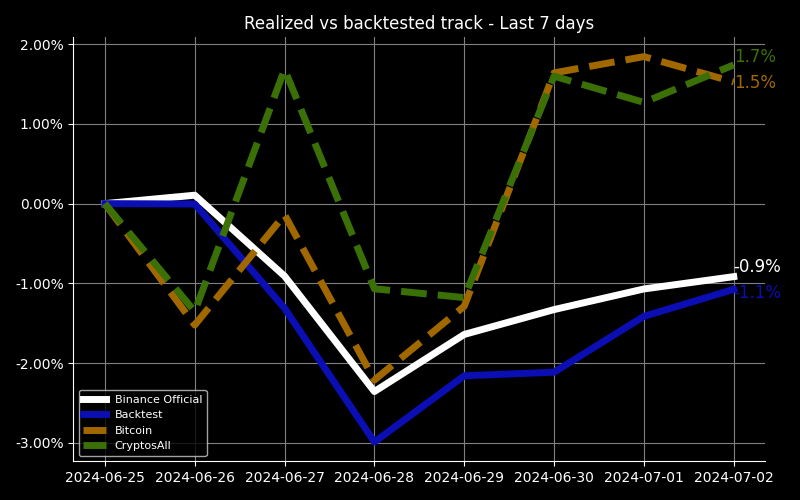 Realized vs backtested track - Last 7 days
2.00%
1.00%
0.00%
-1.00%
-2.00%
-3.00%
1.7%
1.5%
-0.9%
-1.1%
Binance Official
Backtest
Bitcoin
CryptosAll
2024-06-25 2024-06-26 2024-06-27 2024-06-28 2024-06-29 2024-06-30 2024-07-01 2024-07-02